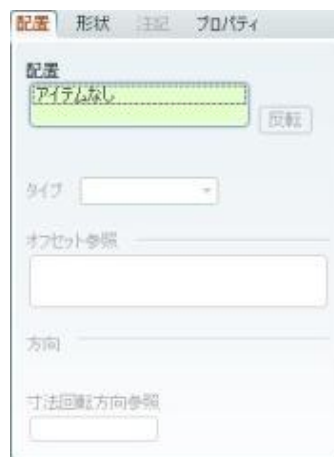 配置 形状 注記 プロパティ
配置
アイテムなし
反転
タイプ
オフセット参照
方向
寸法回転方向参照